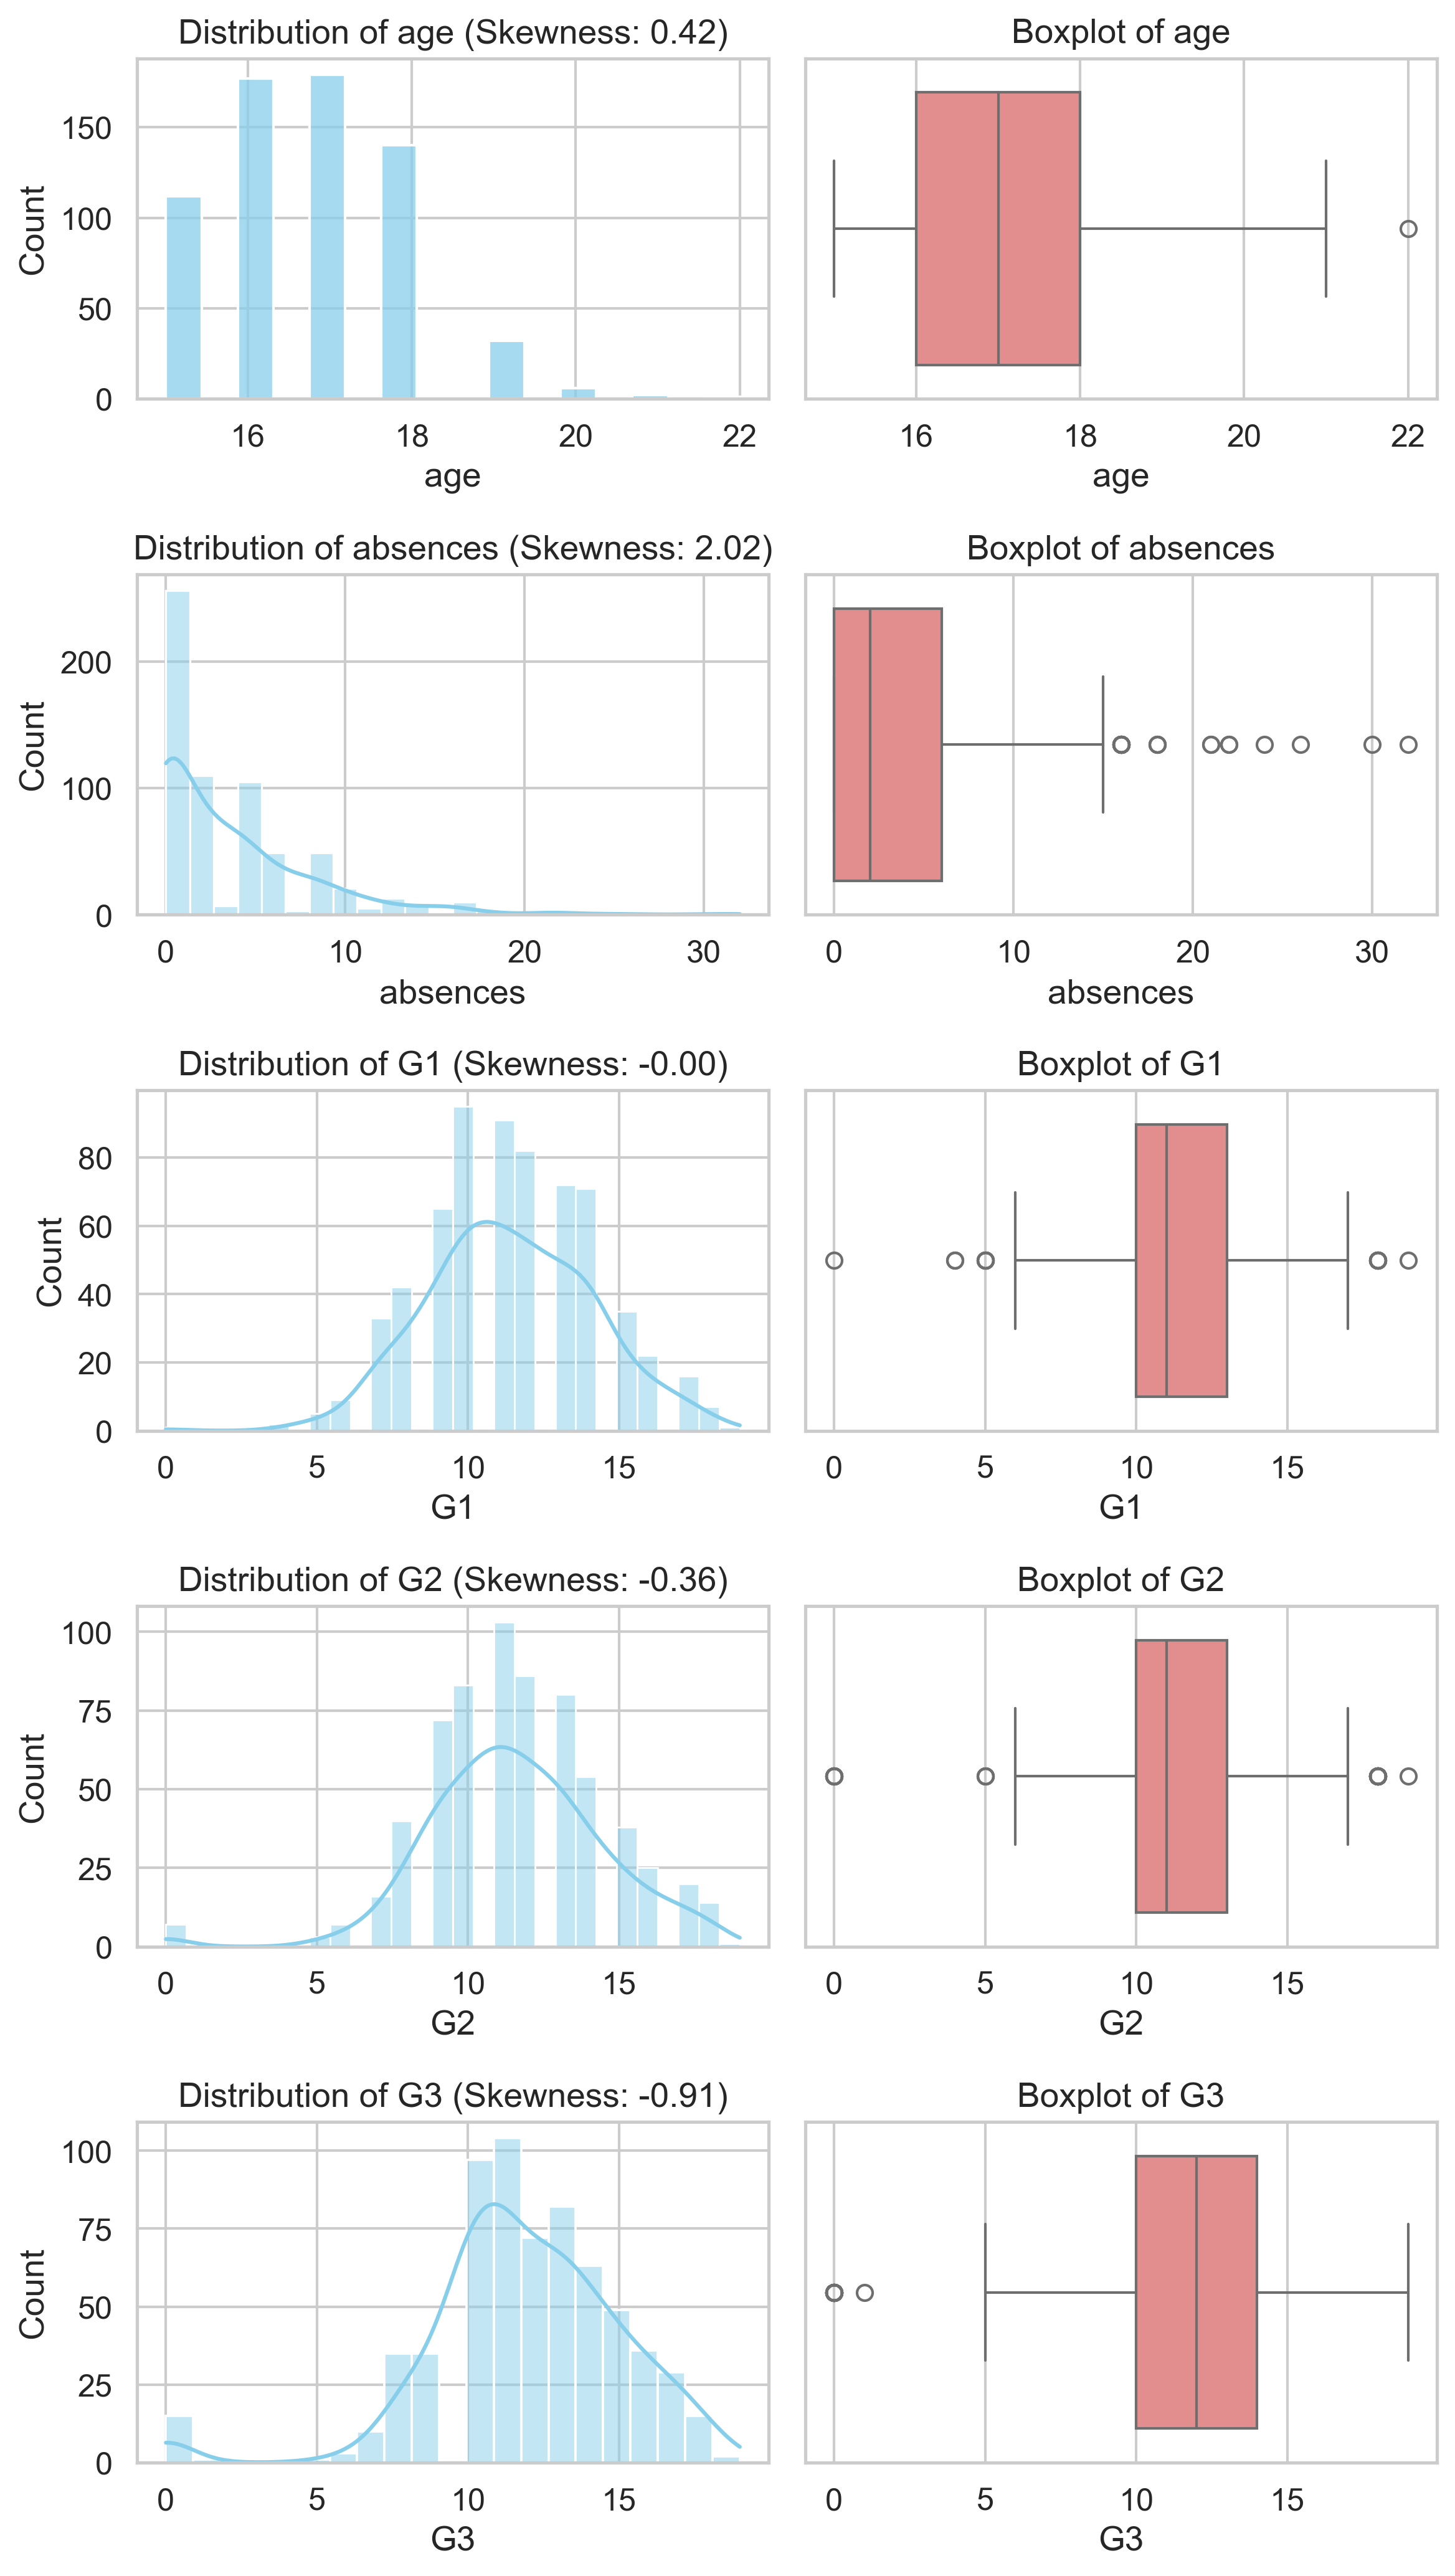 Distribution of age (Skewness: 0.42)
Boxplot of age
Count
150
100
50
0
16 18 20 22
age
16 18 20 22
age
Distribution of absences (Skewness: 2.02)
Boxplot of absences
Count
200
100
0
0 10 20 30
absences
0 10 20 30
absences
Distribution of G1 (Skewness: -0.00)
Boxplot of G1
Count
80
60
40
20
0
0 5 10 15
G1
0 5 10 15
G1
Distribution of G2 (Skewness: -0.36)
Boxplot of G2
Count
100
75
50
25
0
0 5 10 15
G2
0 5 10 15
G2
Distribution of G3 (Skewness: -0.91)
Boxplot of G3
Count
100
75
50
25
0
0 5 10 15
G3
0 5 10 15
G3